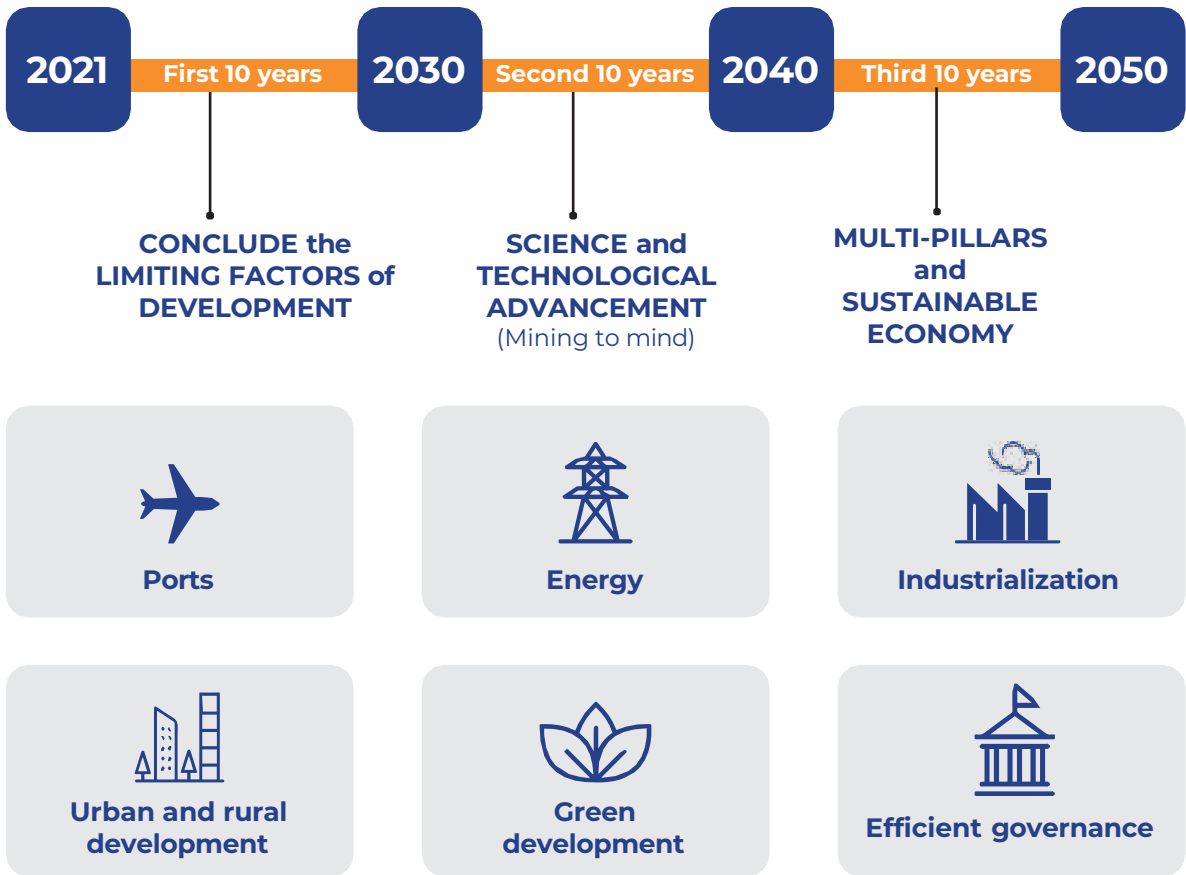 2021
First 10 years
2030
Second 10 years
2040
Third 10 years
2050
CONCLUDE the
LIMITING FACTORS of
DEVELOPMENT
SCIENCE and
TECHNOLOGICAL
ADVANCEMENT
(Mining to mind)
MULTI-PILLARS
and
SUSTAINABLE
ECONOMY
Ports
Energy
Industrialization
Urban and rural
development
Green
development
Efficient governance